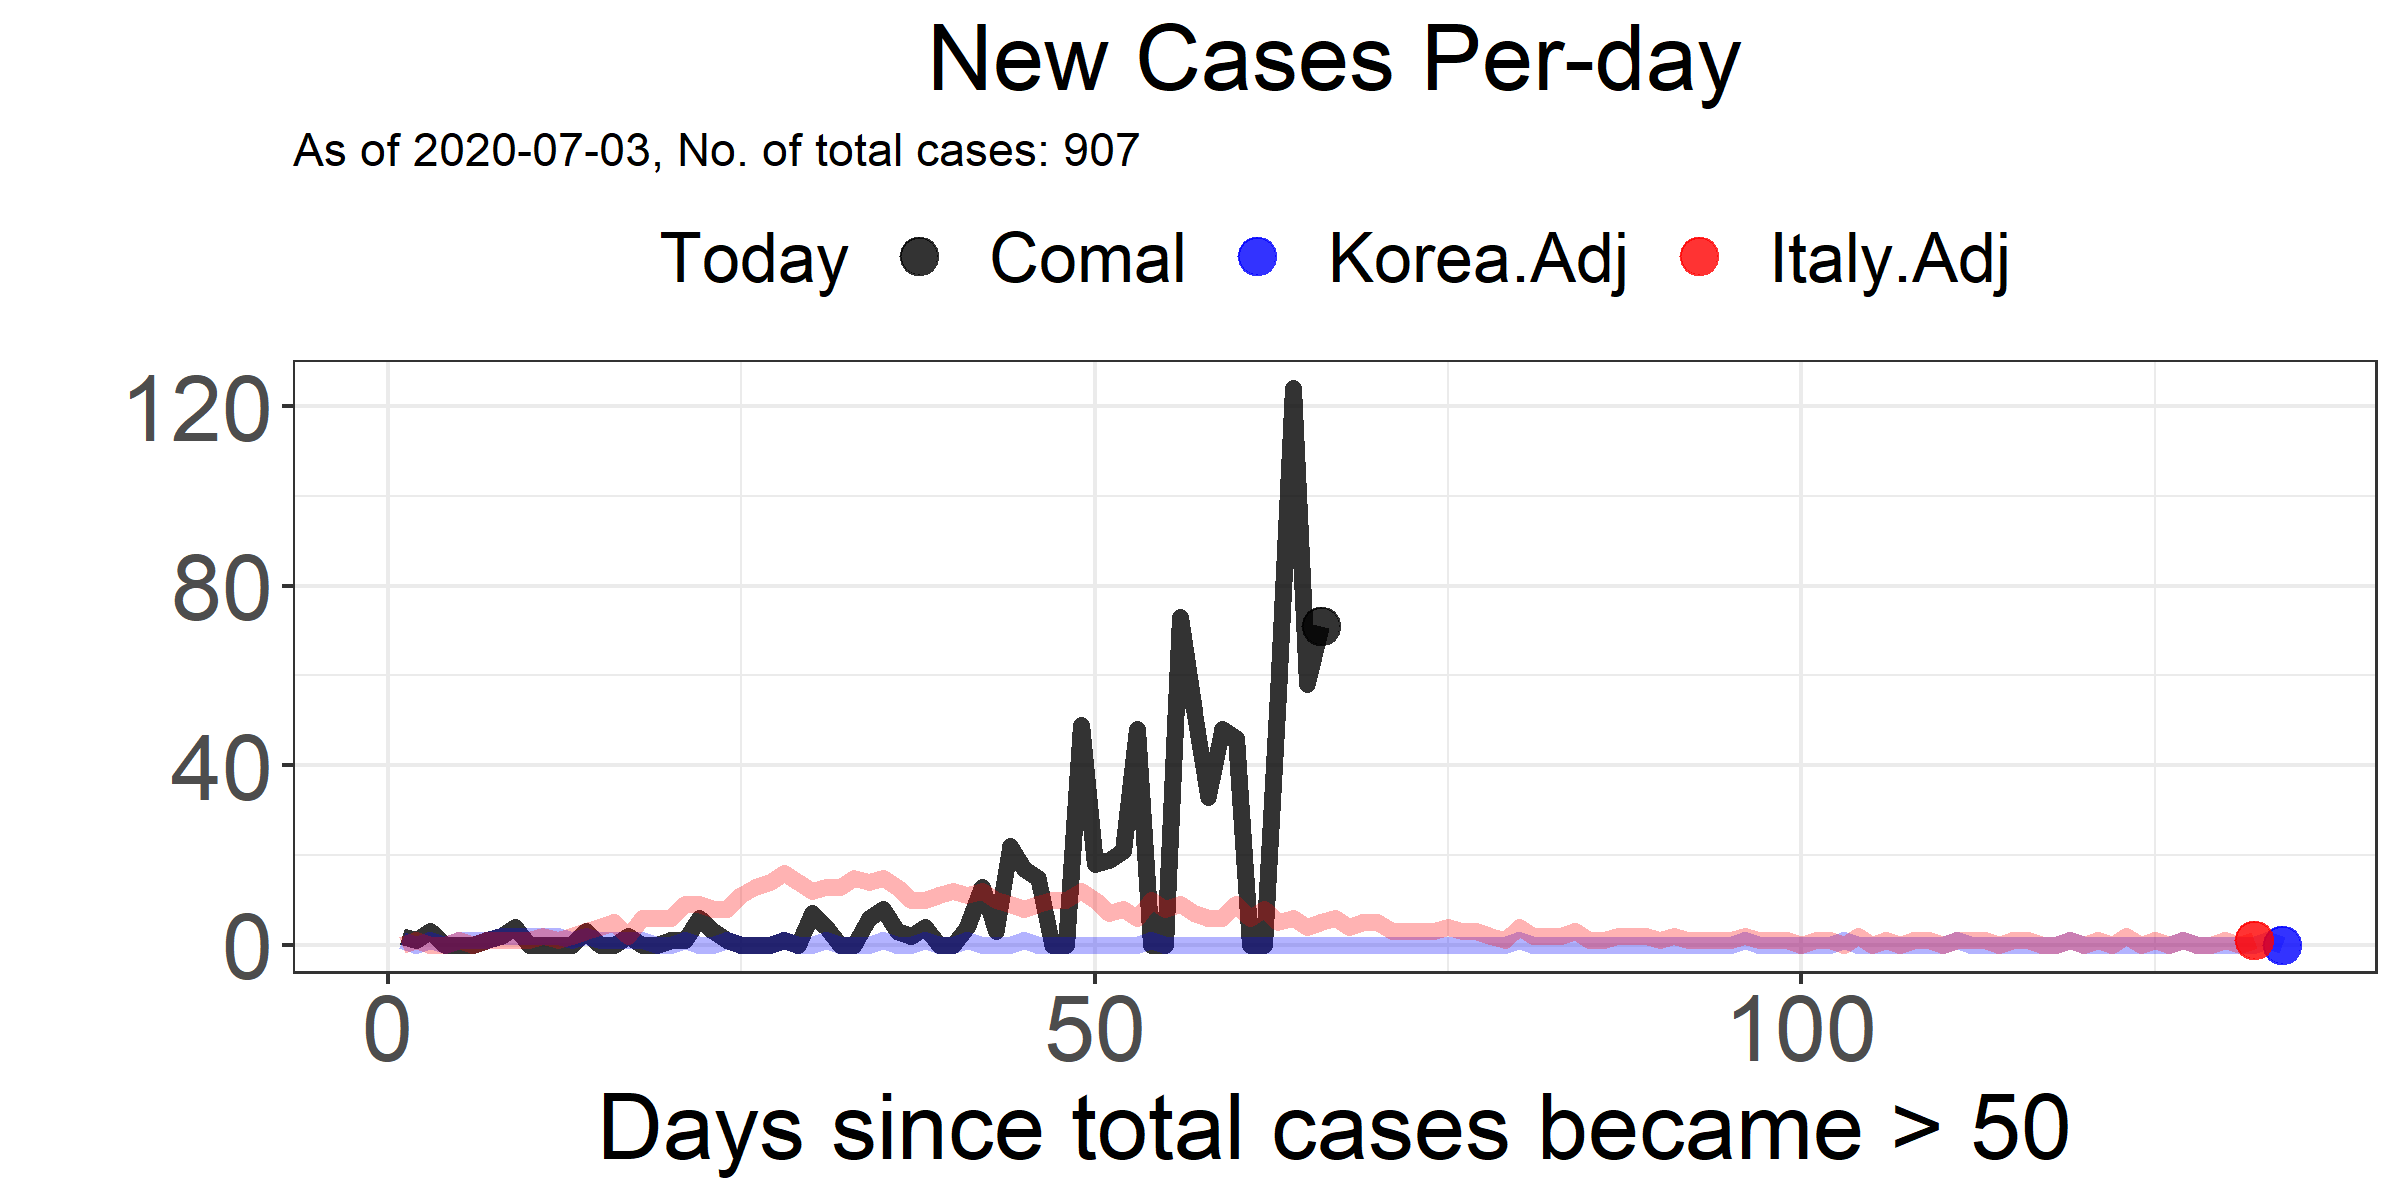 New Cases Per-day
As of 2020-07-03, No. of total cases: 907
Today Comal Korea.Adj Italy.Adj
120
80
40
0
0 50 100
Days since total cases became > 50